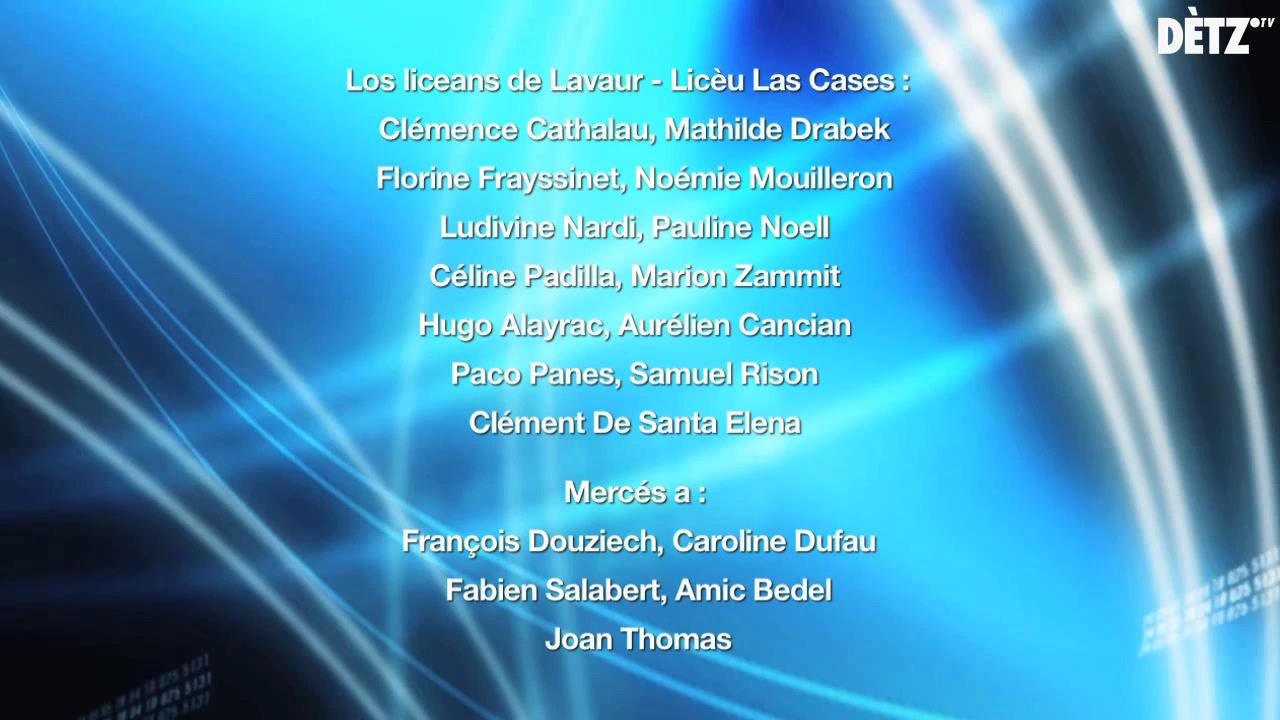 DÈTZ TV
Los liceans de Lavaur - Licèu Las Cases :
Clémence Cathalau, Mathilde Drabek
Florine Frayssinet, Noémie Mouilleron
Ludivine Nardi, Pauline Noell
Céline Padilla, Marion Zammit
Hugo Alayrac, Aurélien Cancian
Paco Panes, Samuel Rison
Clément De Santa Elena
Mercés a :
François Douziech, Caroline Dufau
Fabien Salabert, Amic Bedel
Joan Thomas